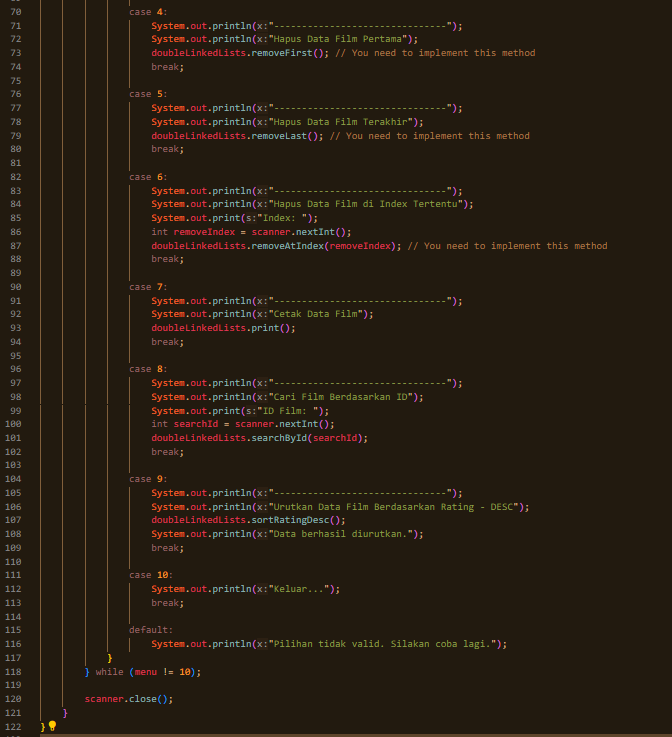 70 case 4:
71 System.out.println(x:"-------------------------------");
72 System.out.println(x:"Hapus Data Film Pertama");
73 doubleLinkedLists.removeFirst(); // You need to implement this method
74 break;
75
76 case 5:
77 System.out.println(x:"-------------------------------");
78 System.out.println(x:"Hapus Data Film Terakhir");
79 doubleLinkedLists.removeLast(); // You need to implement this method
80 break;
81
82 case 6:
83 System.out.println(x:"-------------------------------");
84 System.out.println(x:"Hapus Data Film di Index Tertentu");
85 System.out.print(s:"Index: ");
86 int removeIndex = scanner.nextInt();
87 doubleLinkedLists.removeAtIndex(removeIndex); // You need to implement this method
88 break;
89
90 case 7:
91 System.out.println(x:"-------------------------------");
92 System.out.println(x:"Cetak Data Film");
93 doubleLinkedLists.print();
94 break;
95
96 case 8:
97 System.out.println(x:"-------------------------------");
98 System.out.println(x:"Cari Film Berdasarkan ID");
99 System.out.print(s:"ID Film: ");
100 int searchId = scanner.nextInt();
101 doubleLinkedLists.searchById(searchId);
102 break;
103
104 case 9:
105 System.out.println(x:"-------------------------------");
106 System.out.println(x:"Urutkan Data Film Berdasarkan Rating - DESC");
107 doubleLinkedLists.sortRatingDesc();
108 System.out.println(x:"Data berhasil diurutkan.");
109 break;
110
111 case 10:
112 System.out.println(x:"Keluar...");
113 break;
114
115 default:
116 System.out.println(x:"Pilihan tidak valid. Silakan coba lagi.");
117 }
118 } while (menu != 10);
119
120 scanner.close();
121 }
122 }